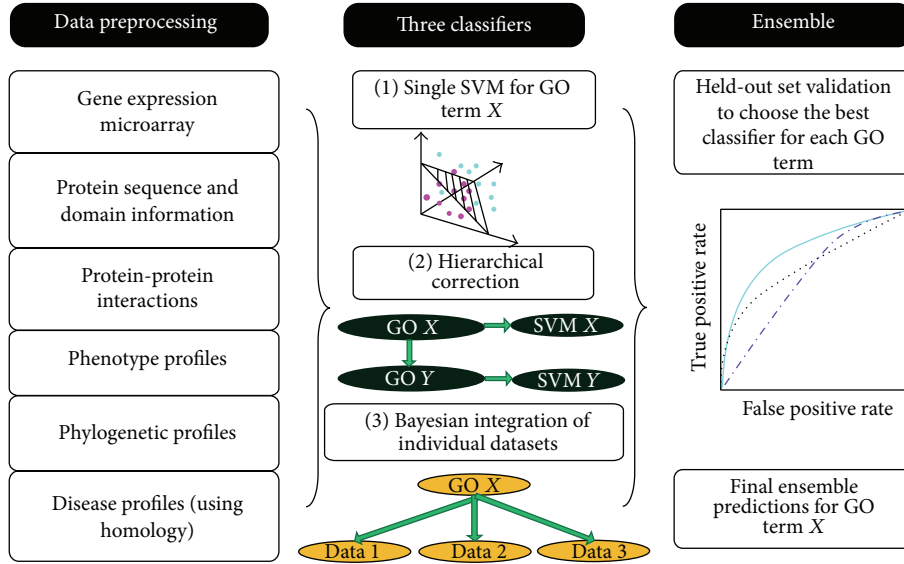 Data preprocessing
Gene expression
microarray
Protein sequence and
domain information
Protein-protein
interactions
Phenotype profiles
Phylogenetic profiles
Disease profiles (using
homology)
Three classifiers
(1) Single SVM for GO
term X
(2) Hierarchical
correction
GO X
SVM X
GO Y
SVM Y
(3) Bayesian integration of
individual datasets
GO X
Data 1
Data 2
Data 3
Ensemble
Held-out set validation
to choose the best
classifier for each GO
term
True positive rate
False positive rate
Final ensemble
predictions for GO
term X